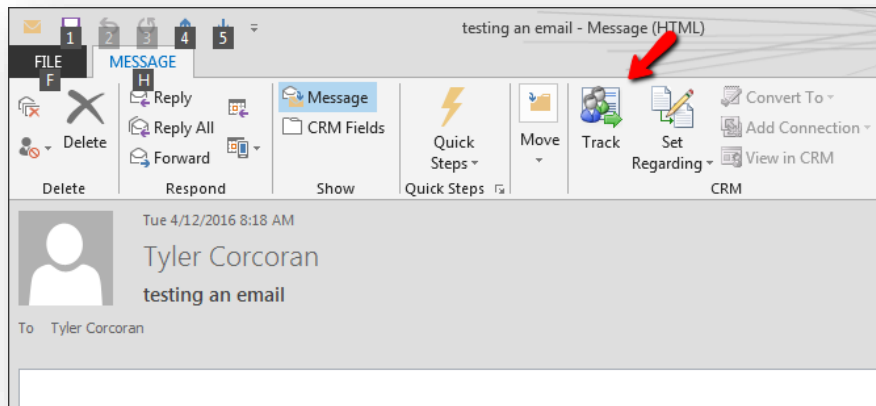 testing an email - Message (HTML)
1 2 3 4 5
FILE MESSAGE
F H
Reply
Reply All
Forward
Delete
Message
CRM Fields
Quick
Steps
Move
Track
Set
Regarding
Convert To
Add Connection
View in CRM
Delete Respond Show Quick Steps CRM
Tue 4/12/2016 8:18 AM
Tyler Corcoran
testing an email
To Tyler Corcoran